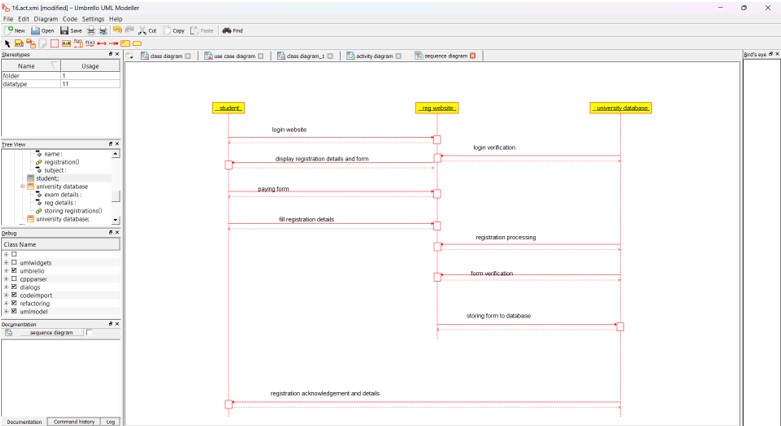 16.act.xmi [modified] – Umbrello UML Modeller
File Edit Diagram Code Settings Help
New Open Save Cut Copy Paste Find
Stereotypes
class diagram use case diagram class diagram_1 activity diagram sequence diagram
Bird's eye
Name Usage
folder 1
datatype 11
Tree View
name :
registration()
subject :
student;
university database
exam details :
reg details :
storing registrations()
university database;
Debug
Class Name
umlwidgets
umbrello
cppparser
dialogs
codeimport
refactoring
umlmodel
Documentation
sequence diagram
Documentation Command history Log
student
reg website
university database
login website
login verification
display registration details and form
paying form
fill registration details
registration processing
form verification
storing form to database
registration acknowledgement and details